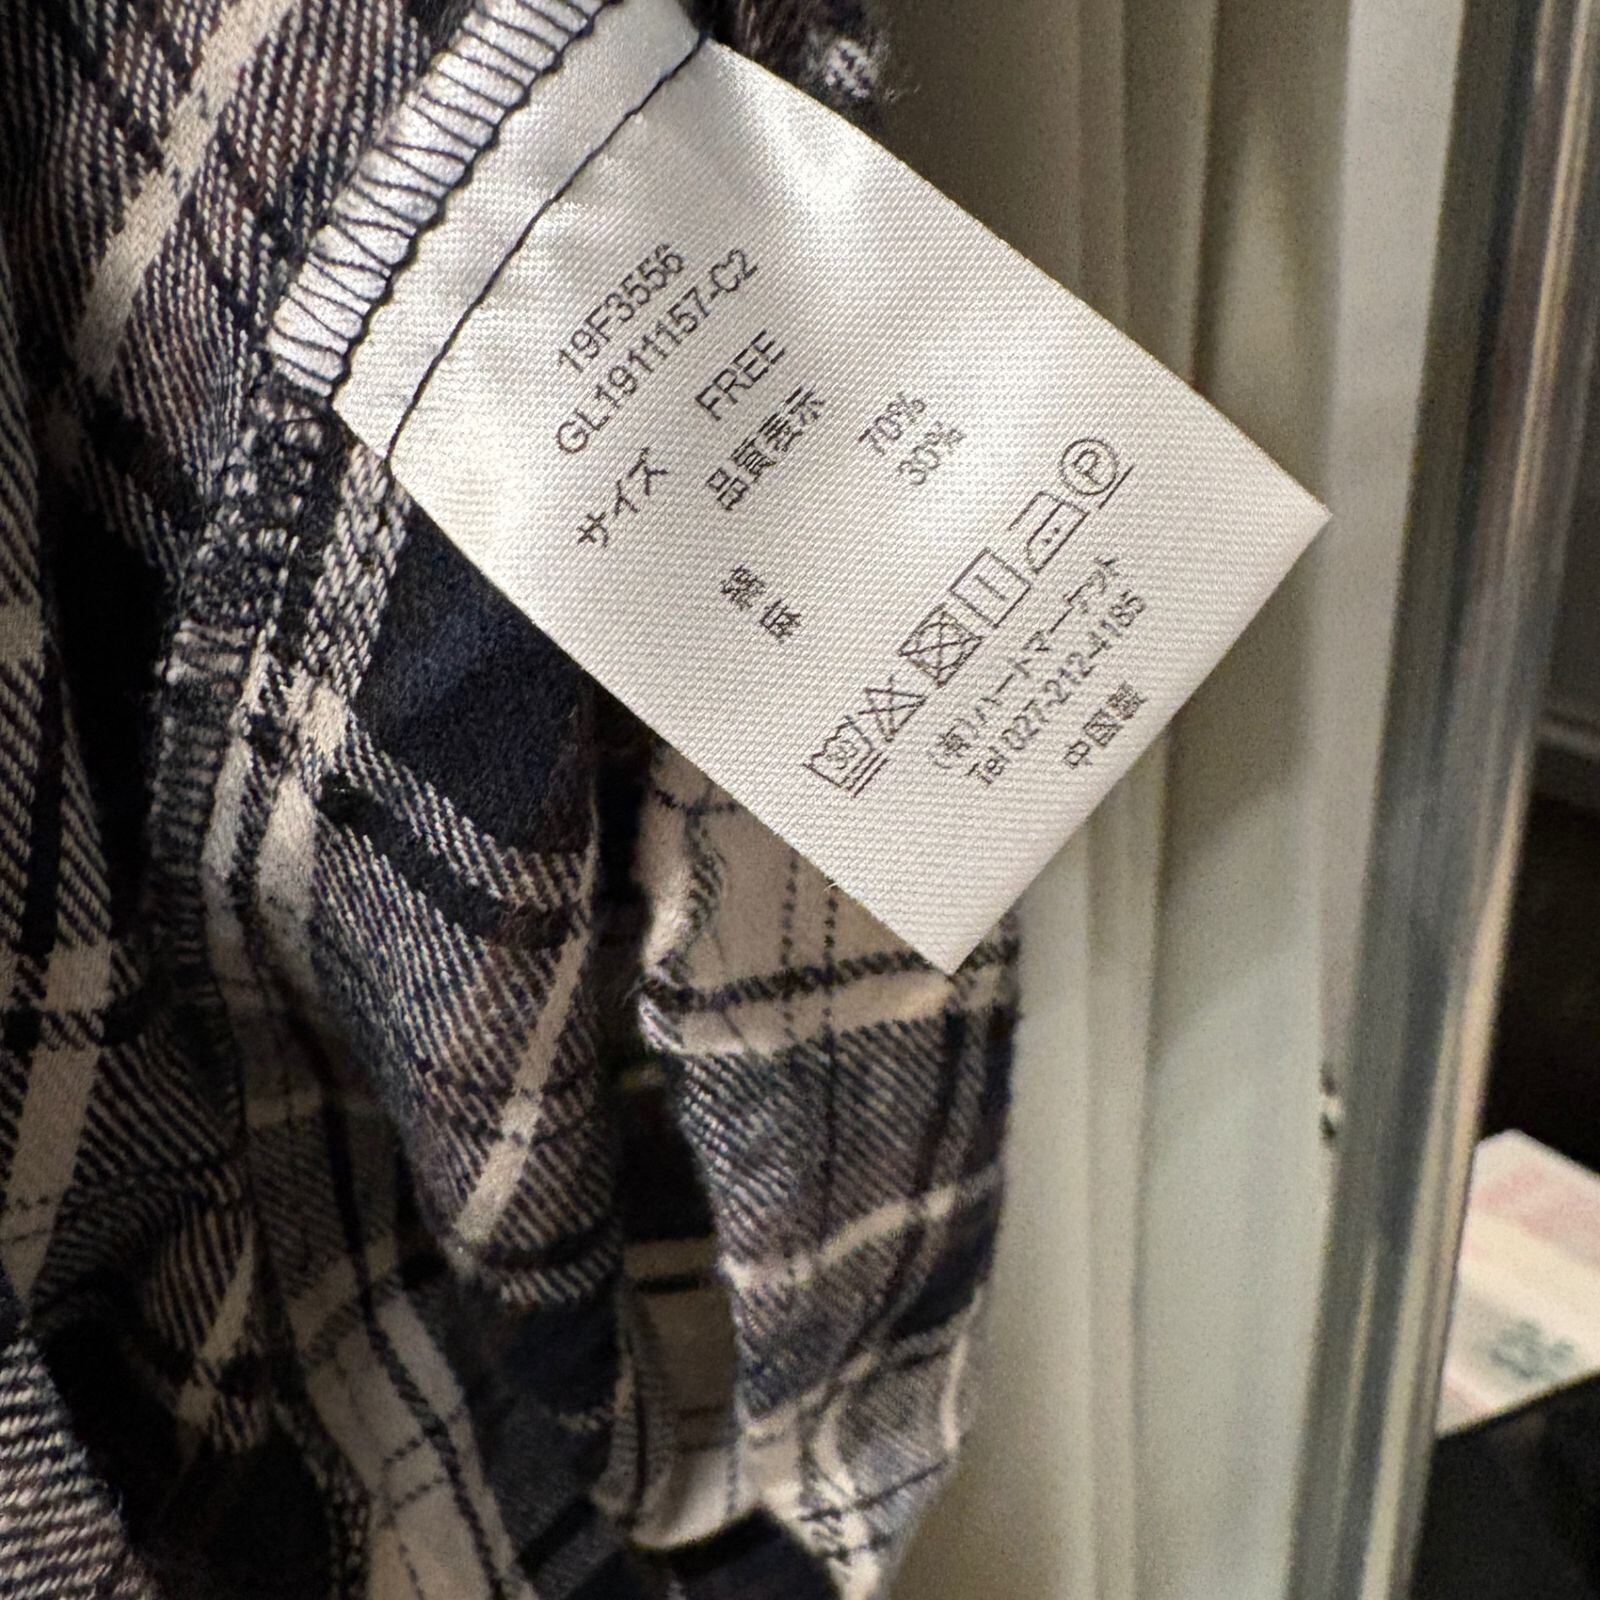 19F3556
GL1911157-C2
サイズ FREE
品質表示
綿 70%
麻 30%
30
P
(有)ハートマーケット
Tel 027-212-4185
中国製